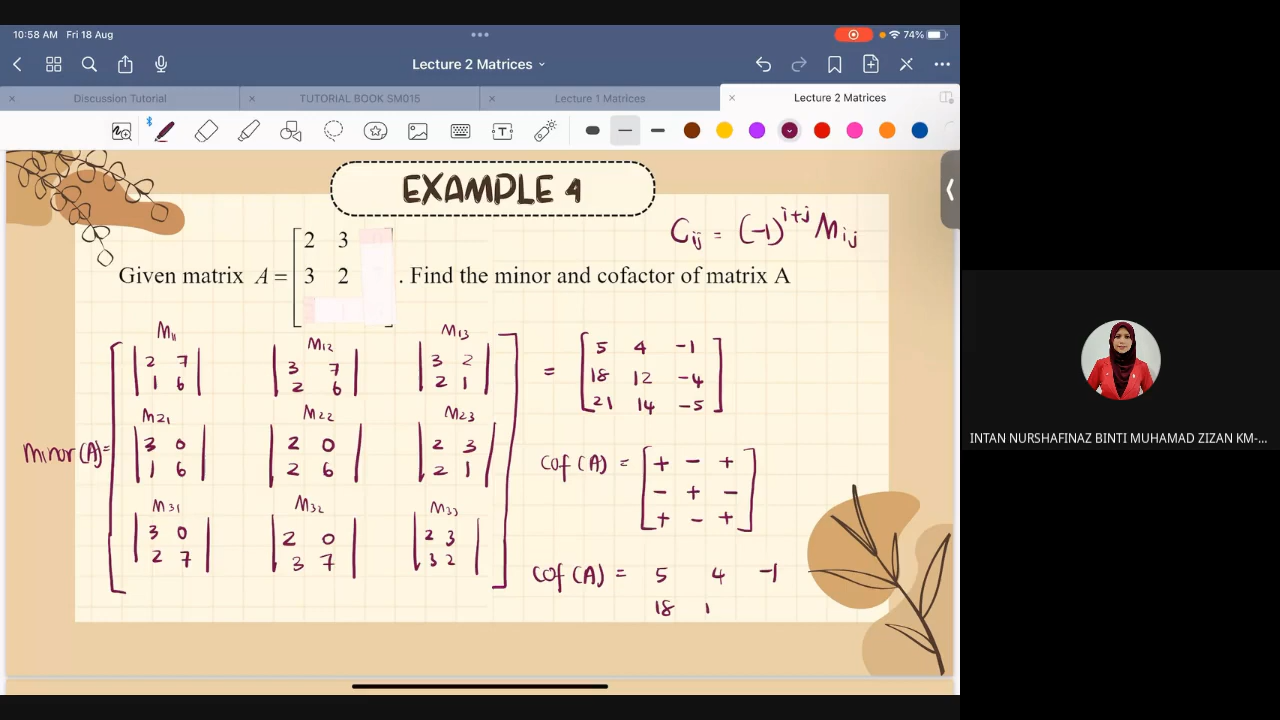 10:58 AM Fri 18 Aug
74%
Lecture 2 Matrices
Discussion Tutorial
TUTORIAL BOOK SM015
Lecture 1 Matrices
Lecture 2 Matrices
EXAMPLE 4
Cij = (-1)^i+j Mij
2 3
Given matrix A = 3 2 . Find the minor and cofactor of matrix A
M11 M12 M13
2 7 3 7 3 2
1 6 2 6 2 1
M21 M22 M23
Minor (A) =
3 0 2 0 2 3
1 6 2 6 2 1
M31 M32 M33
3 0 2 0 2 3
2 7 3 7 3 2
=
5 4 -1
18 12 -4
21 14 -5
Cof (A) =
+ - +
- + -
+ - +
Cof (A) = 5 4 -1
18 1
INTAN NURSHAFINAZ BINTI MUHAMAD ZIZAN KM-...